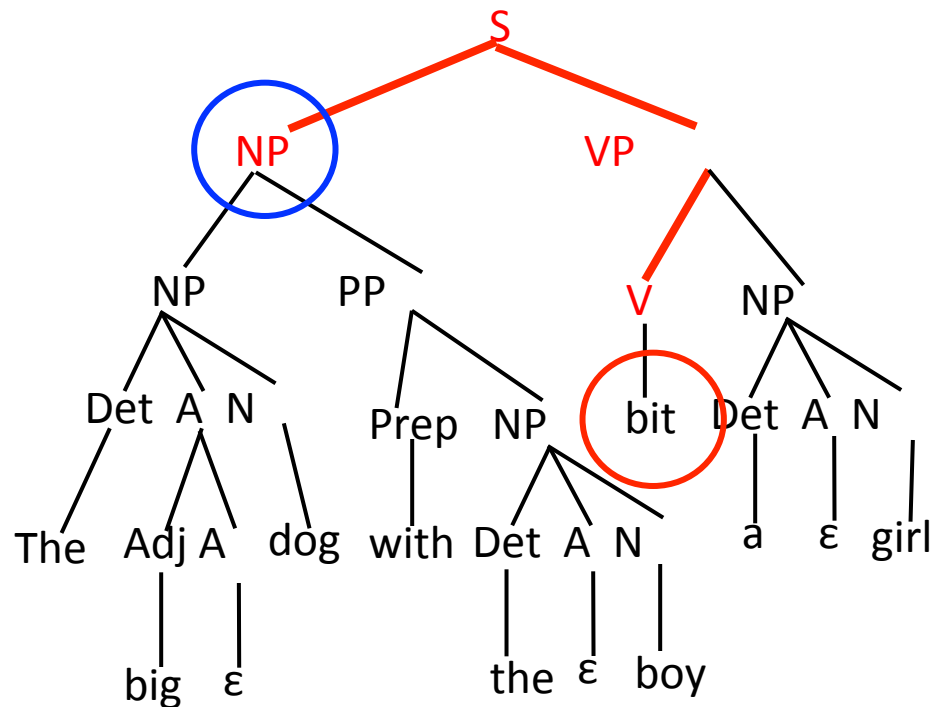 S
NP VP
NP PP V NP
Det A N Prep NP bit Det A N
The Adj A dog with Det A N a ε girl
big ε the ε boy